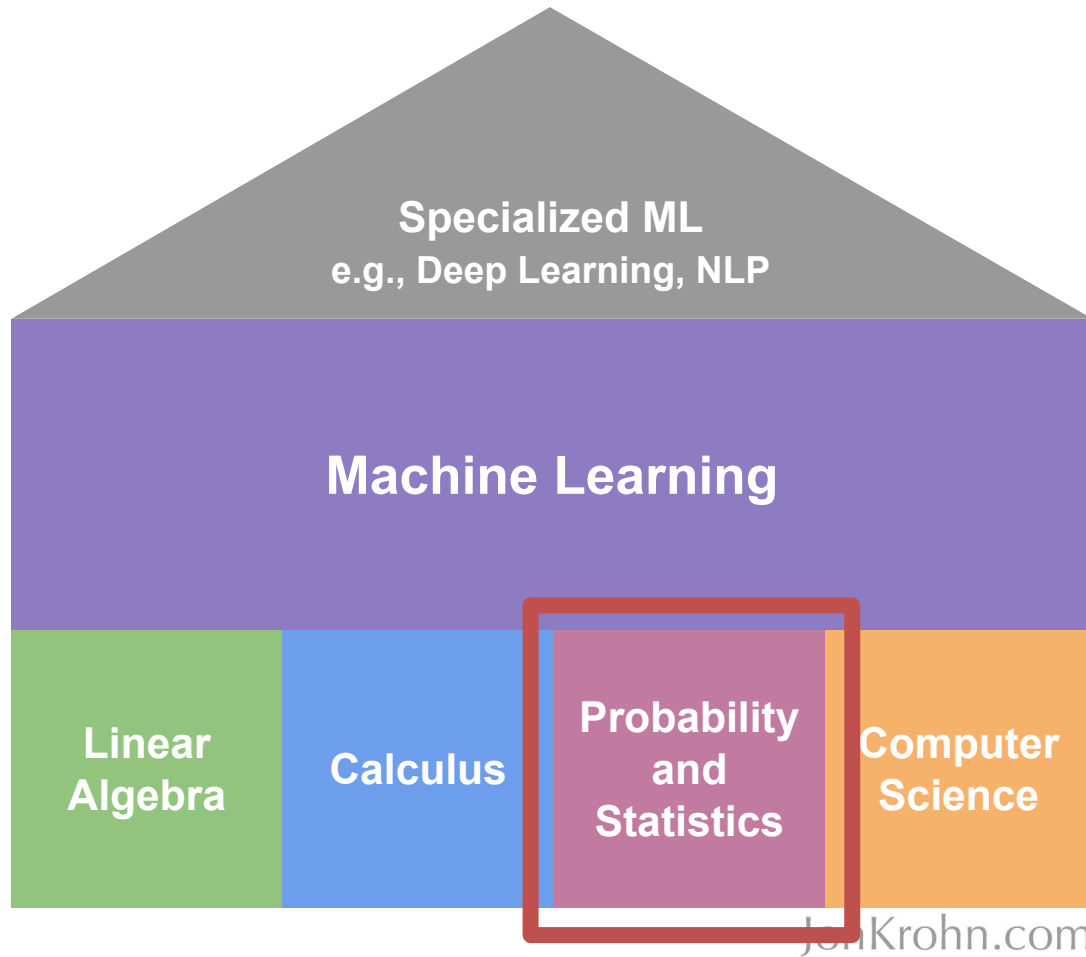 Specialized ML
e.g., Deep Learning, NLP
Machine Learning
Linear
Algebra
Calculus
Probability
and
Statistics
Computer
Science
JonKrohn.com